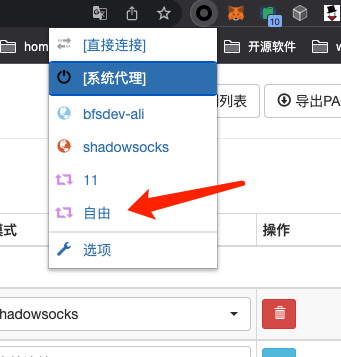 10
hom
[直接连接]
开源软件
w
[系统代理]
列表
导出PA
bfsdev-ali
shadowsocks
11
自由
模式
操作
选项
hadowsocks